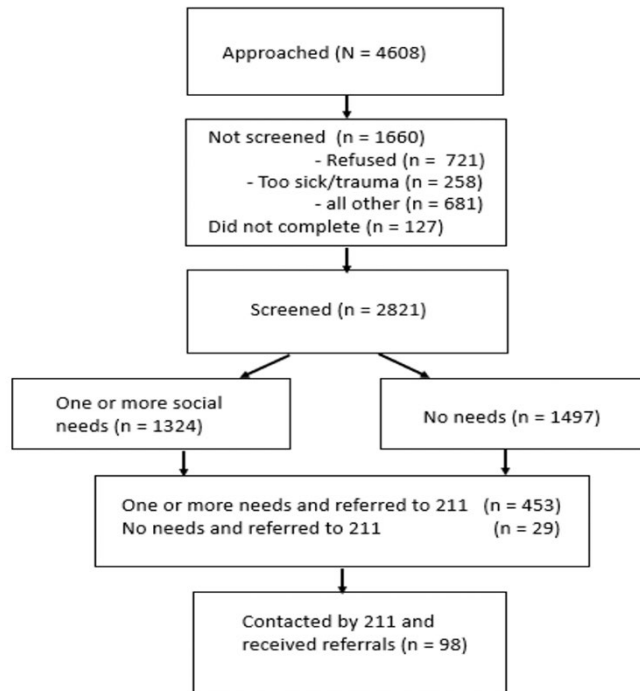 Approached (N = 4608)
Not screened (n = 1660)
- Refused (n = 721)
- Too sick/trauma (n = 258)
- all other (n = 681)
Did not complete (n = 127)
Screened (n = 2821)
One or more social
needs (n = 1324)
No needs (n = 1497)
One or more needs and referred to 211 (n = 453)
No needs and referred to 211 (n = 29)
Contacted by 211 and
received referrals (n = 98)